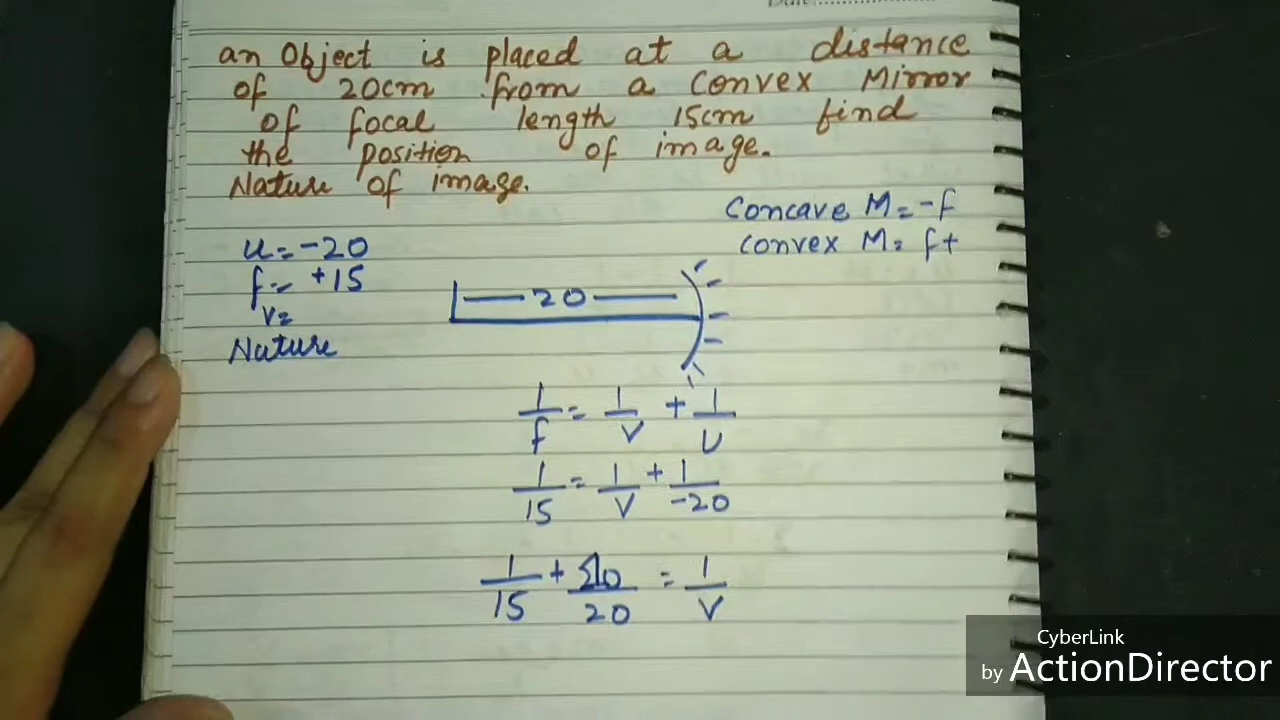 an Object is placed at a distance
of 20cm from a convex Mirror
of focal length 15cm find
the position of image.
Nature of image.
Concave M = -f
convex M = f+
u = -20
f = +15
v =
Nature
20
1/f = 1/v + 1/u
1/15 = 1/v + 1/-20
1/15 + /20 = 1/v
CyberLink
by ActionDirector